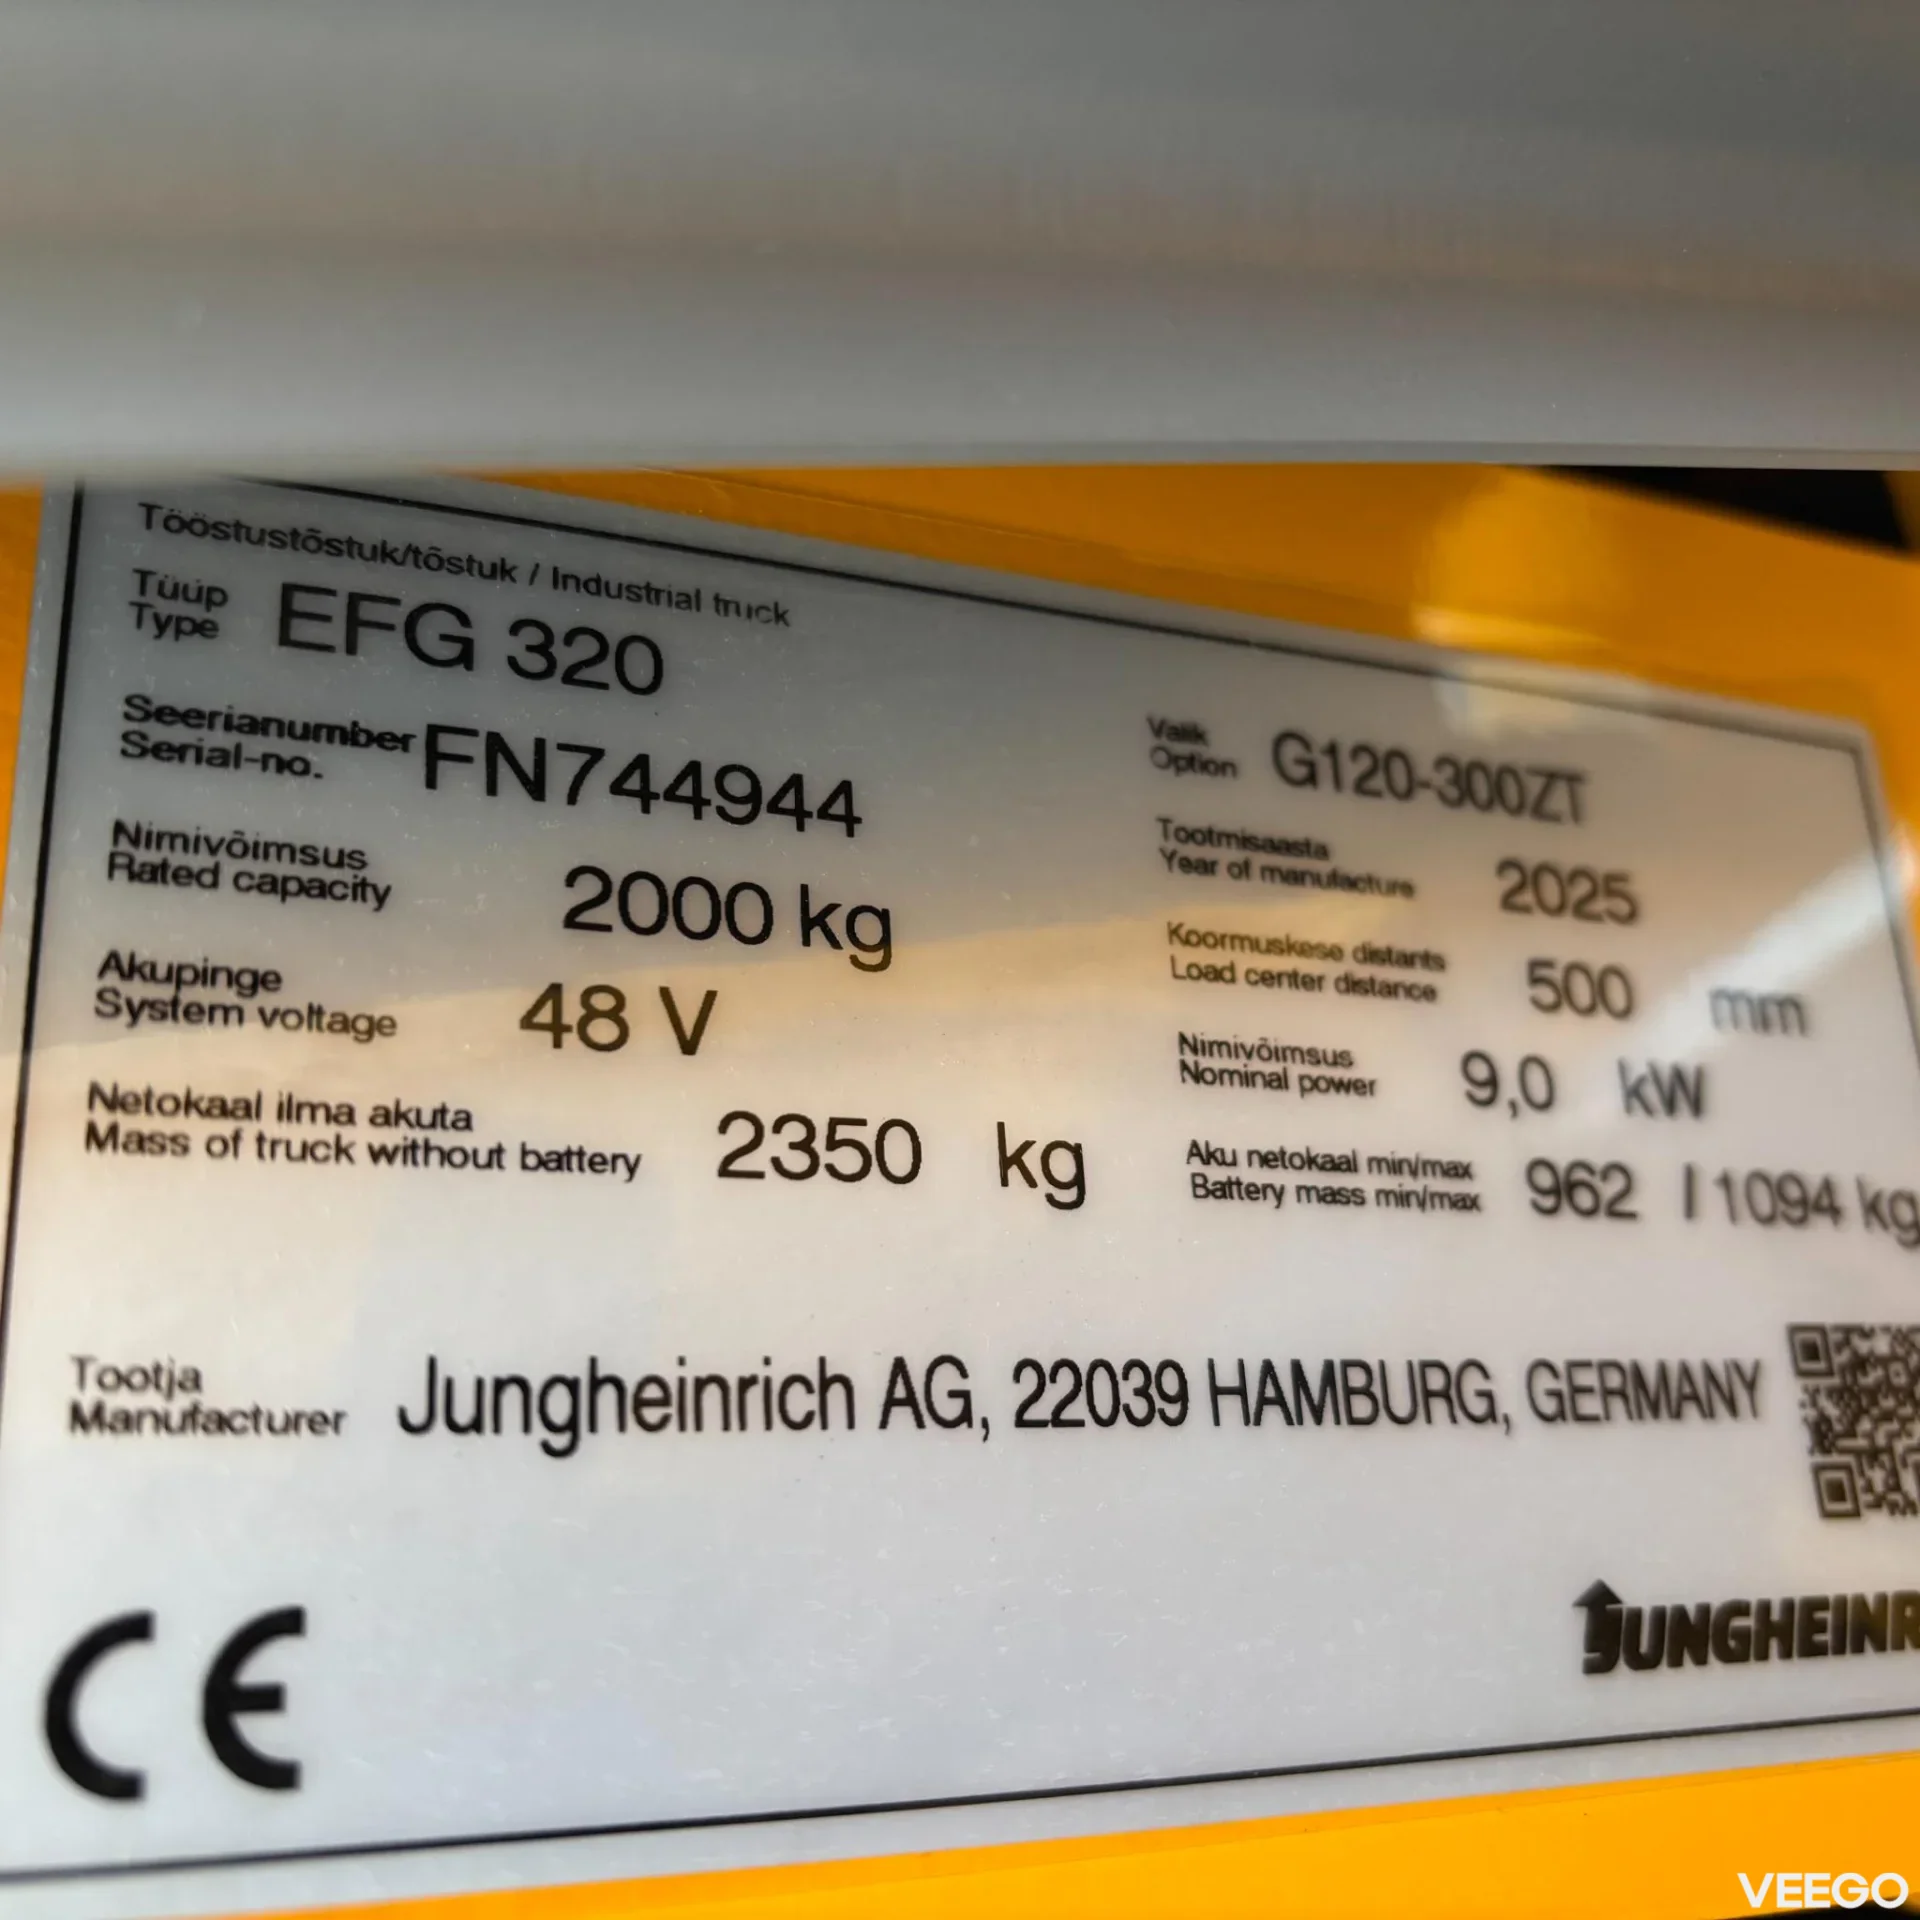 Tööstustõstuk/tõstuk / Industrial truck
Tüüp
Type
EFG 320
Seerianumber
Serial-no.
FN744944
Valik
Option
G120-300ZT
Nimivõimsus
Rated capacity
2000 kg
Tootmisaasta
Year of manufacture
2025
Akupinge
System voltage
48 V
Koormuskese distants
Load center distance
500 mm
Nimivõimsus
Nominal power
9,0 kW
Netokaal ilma akuta
Mass of truck without battery
2350 kg
Aku netokaal min/max
Battery mass min/max
962 / 1094 kg
Tootja
Manufacturer
Jungheinrich AG, 22039 HAMBURG, GERMANY
CE
JUNGHEINR
VEEGO